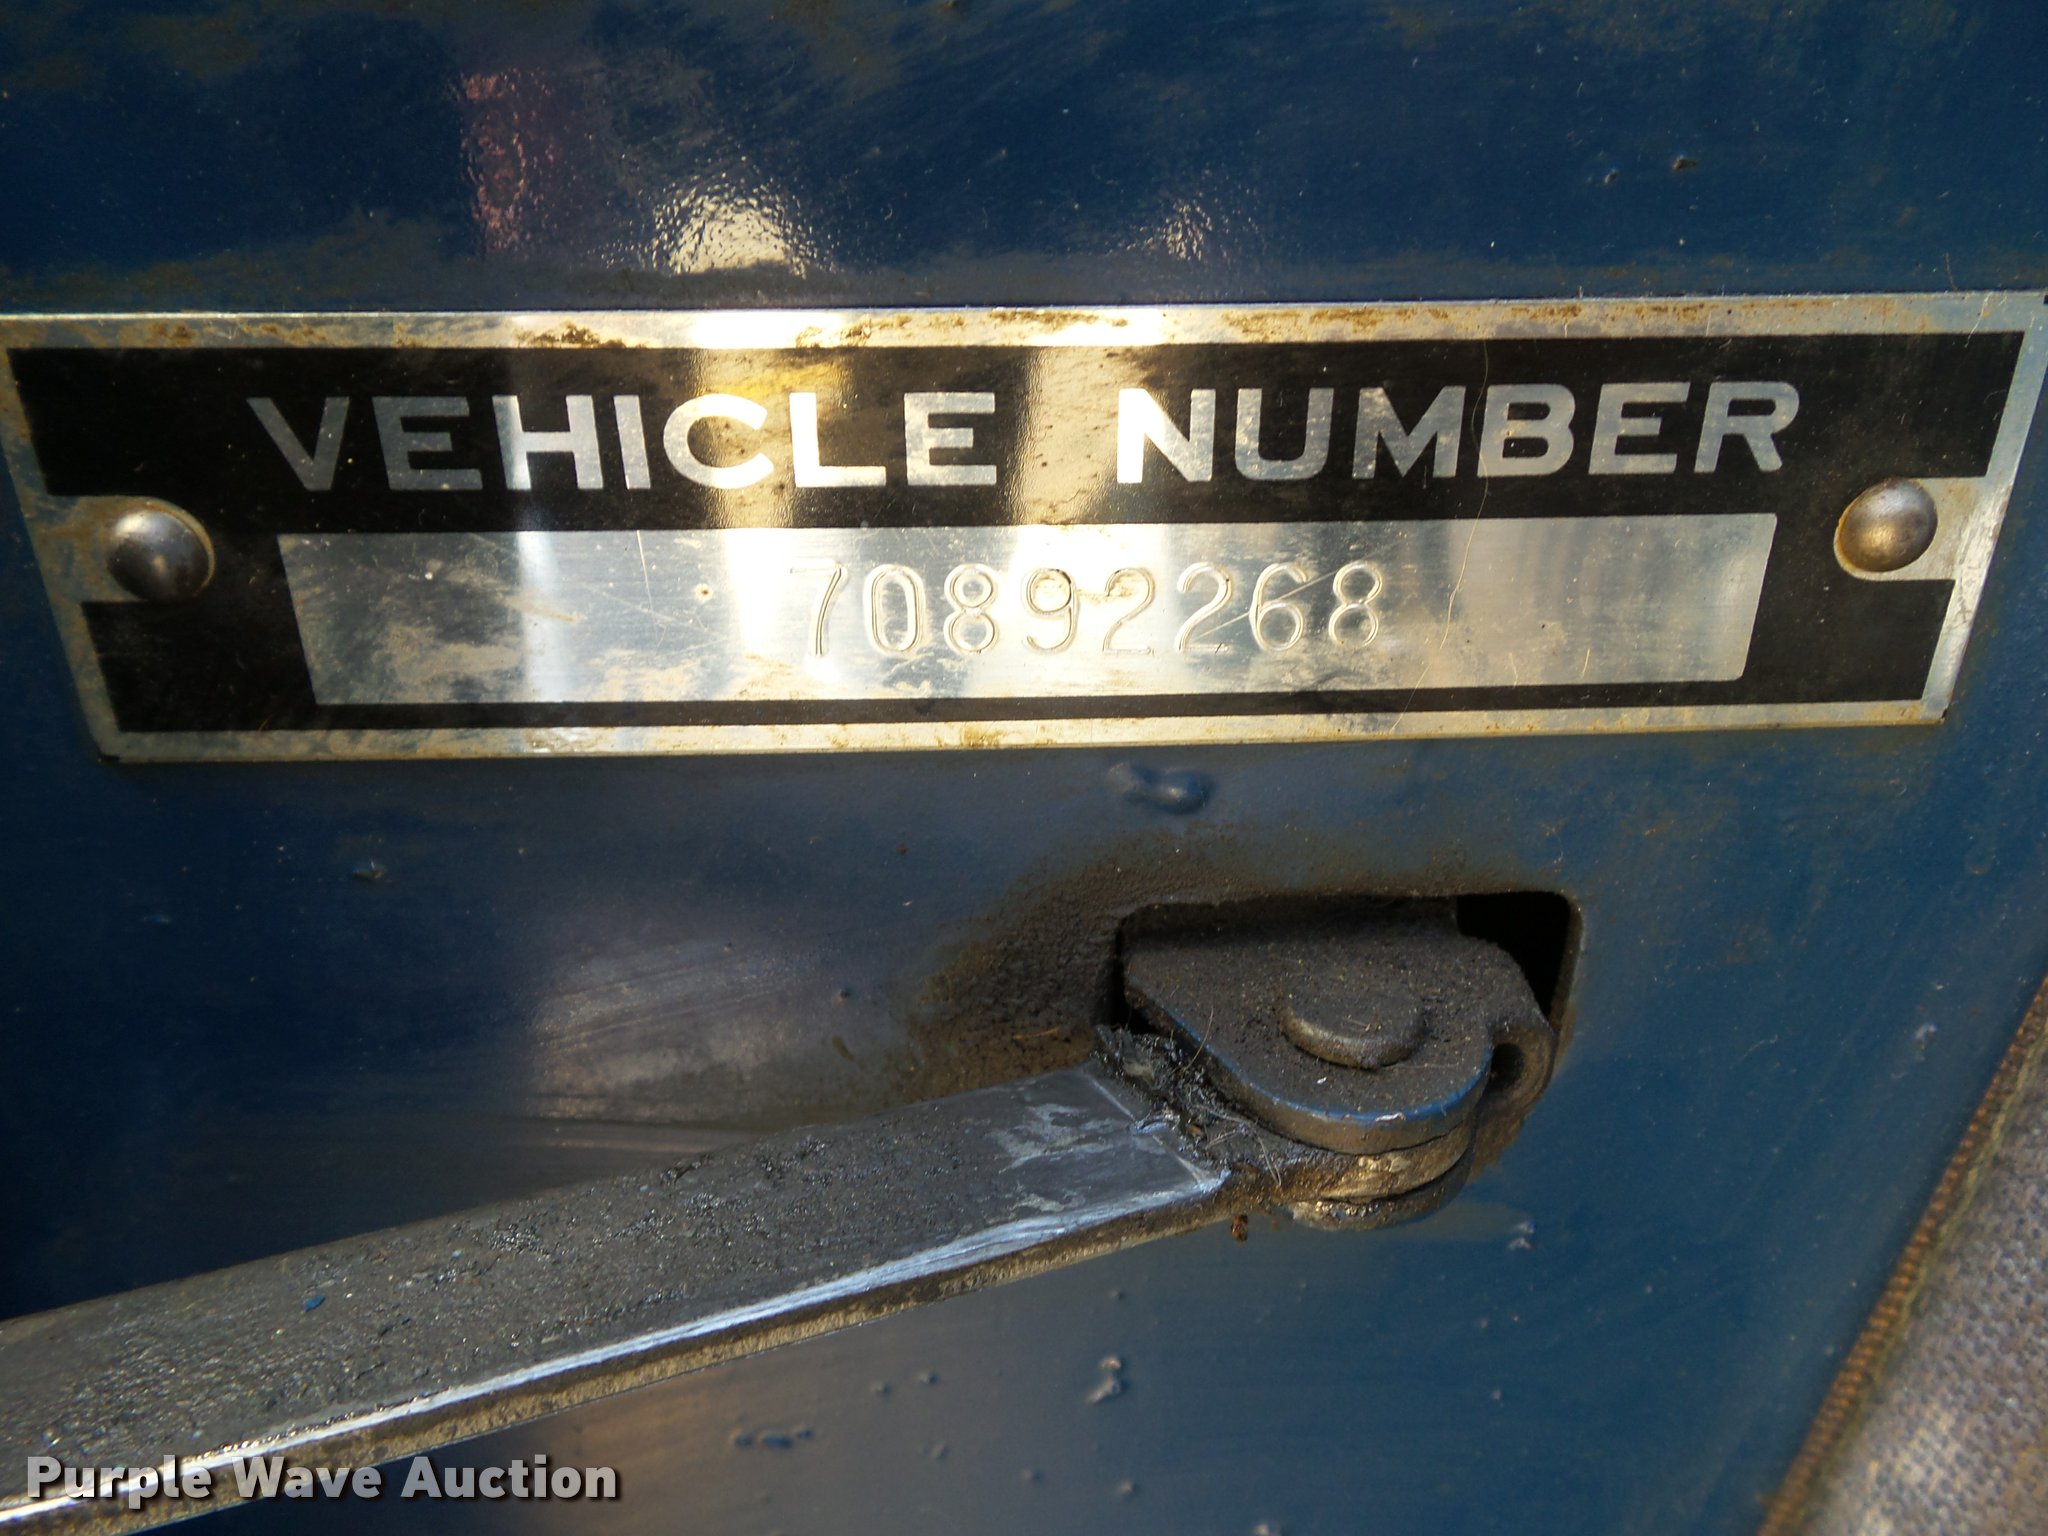 VEHICLE NUMBER
70892268
Purple Wave Auction